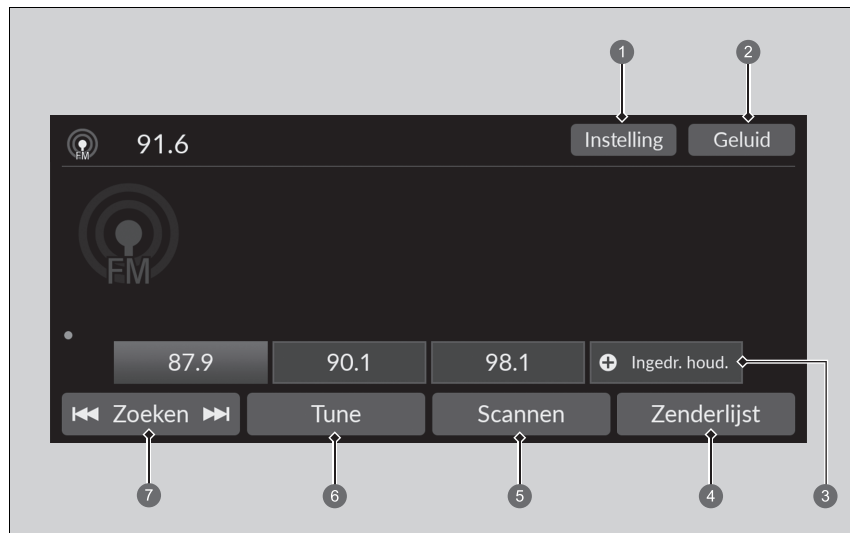 1 2
FM 91.6 Instelling Geluid
FM
87.9 90.1 98.1 Ingedr. houd.
Zoeken Tune Scannen Zenderlijst
7 6 5 4 3